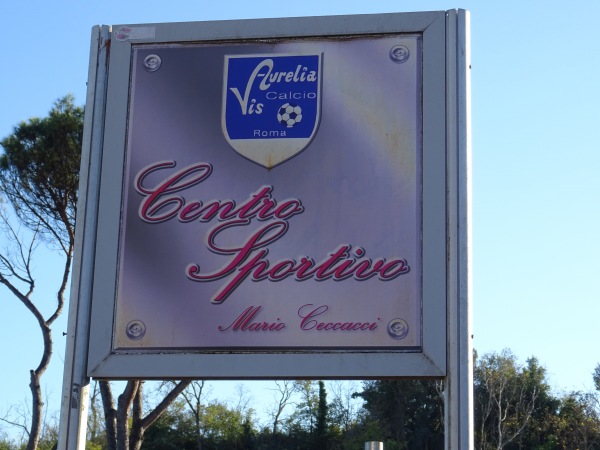 Aurelia
Vis Calcio
Roma
Centro
Sportivo
Mario Ceccacci